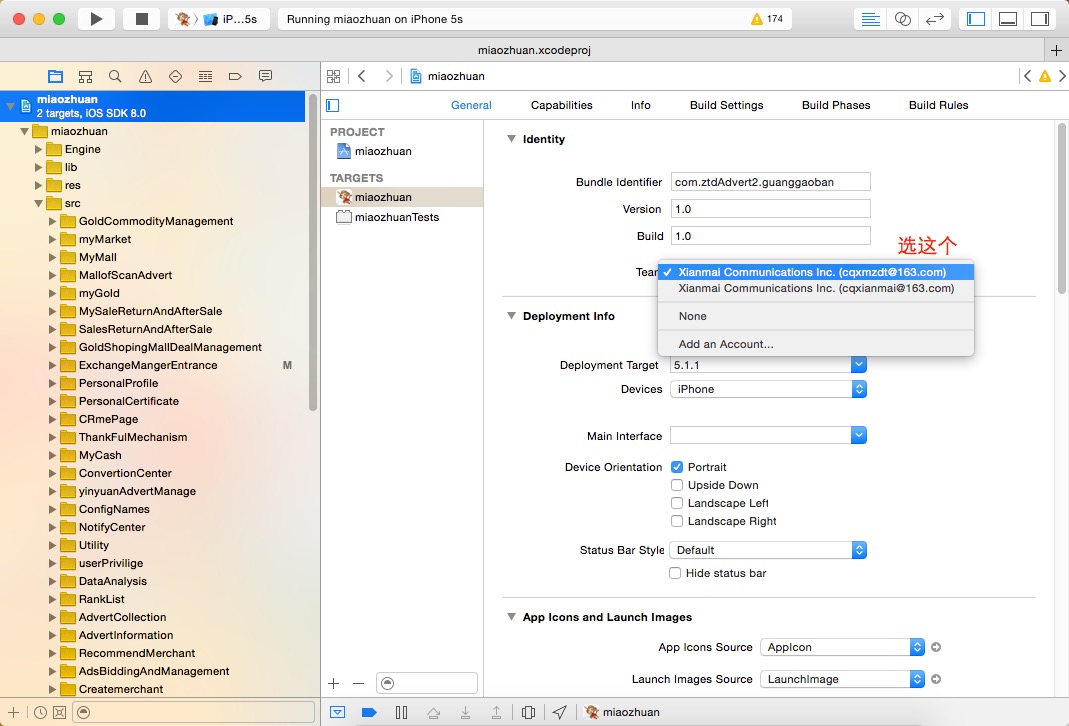 iP...5s
Running miaozhuan on iPhone 5s
174
miaozhuan.xcodeproj
miaozhuan
2 targets, iOS SDK 8.0
miaozhuan
Engine
lib
res
src
GoldCommodityManagement
myMarket
MyMall
MallofScanAdvert
myGold
MySaleReturnAndAfterSale
SalesReturnAndAfterSale
GoldShopingMallDealManagement
ExchangeMangerEntrance M
PersonalProfile
PersonalCertificate
CRmePage
ThankFulMechanism
MyCash
ConvertionCenter
yinyuanAdvertManage
ConfigNames
NotifyCenter
Utility
userPrivilige
DataAnalysis
RankList
AdvertCollection
AdvertInformation
RecommendMerchant
AdsBiddingAndManagement
Createmerchant
miaozhuan
General Capabilities Info Build Settings Build Phases Build Rules
PROJECT
miaozhuan
TARGETS
miaozhuan
miaozhuanTests
Identity
Bundle Identifier com.ztdAdvert2.guanggaoban
Version 1.0
Build 1.0
选这个
Tear
Xianmai Communications Inc. (cqxmzdt@163.com)
Xianmai Communications Inc. (cqxianmai@163.com)
None
Add an Account...
Deployment Info
Deployment Target 5.1.1
Devices iPhone
Main Interface
Device Orientation Portrait
Upside Down
Landscape Left
Landscape Right
Status Bar Style Default
Hide status bar
App Icons and Launch Images
App Icons Source AppIcon
Launch Images Source LaunchImage
miaozhuan